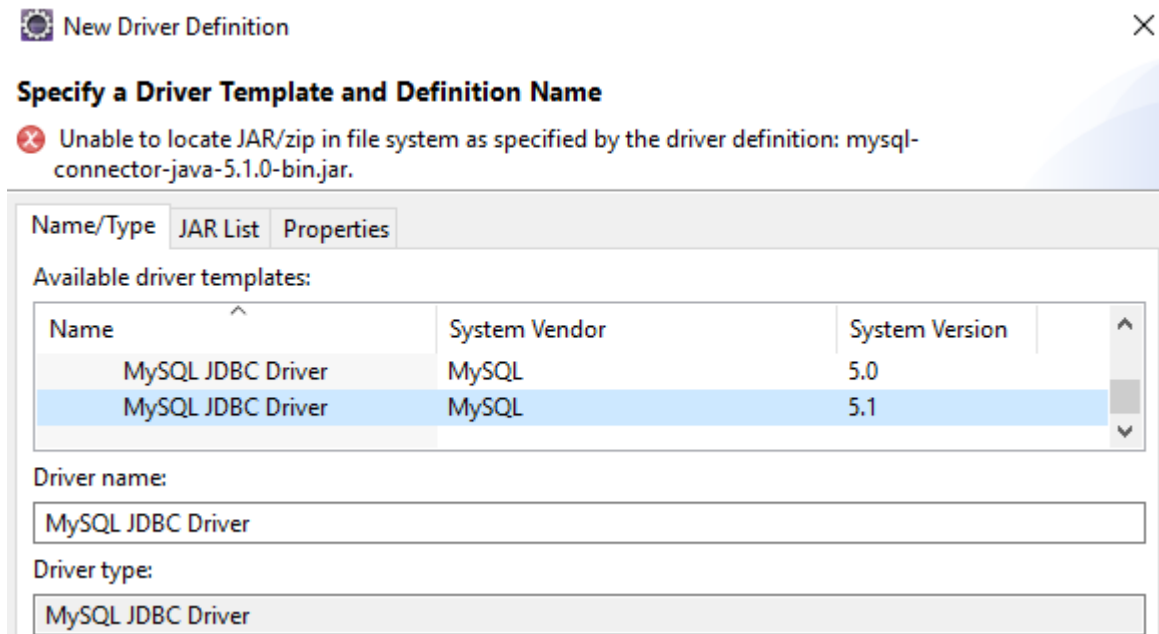 New Driver Definition
Specify a Driver Template and Definition Name
Unable to locate JAR/zip in file system as specified by the driver definition: mysql-
connector-java-5.1.0-bin.jar.
Name/Type JAR List Properties
Available driver templates:
Name System Vendor System Version
MySQL JDBC Driver MySQL 5.0
MySQL JDBC Driver MySQL 5.1
Driver name:
MySQL JDBC Driver
Driver type:
MySQL JDBC Driver